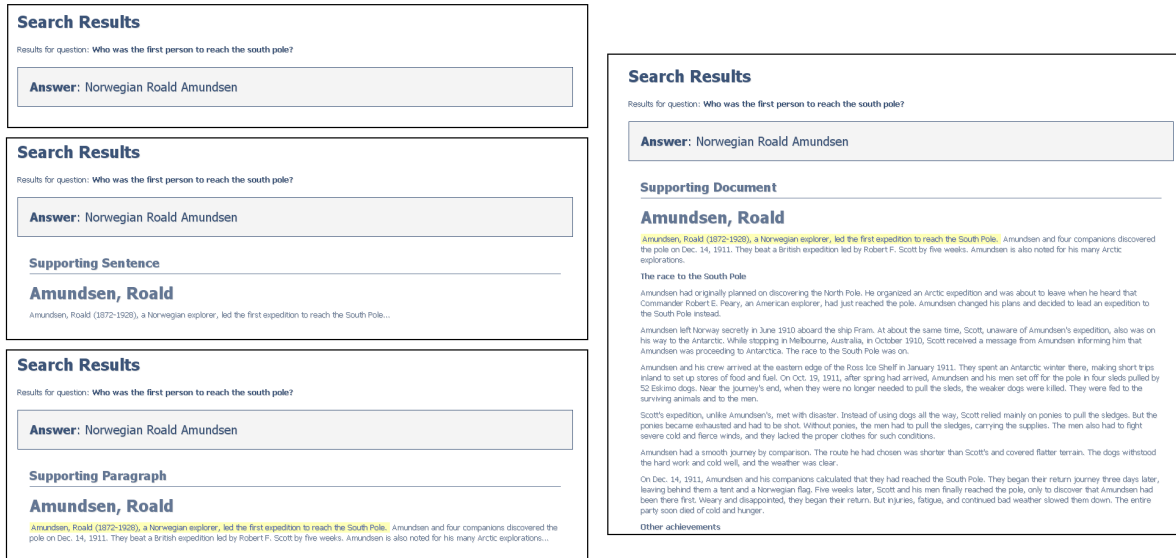 Search Results
Results for question: Who was the first person to reach the south pole?
Answer: Norwegian Roald Amundsen
Search Results
Results for question: Who was the first person to reach the south pole?
Answer: Norwegian Roald Amundsen
Supporting Sentence
Amundsen, Roald
Amundsen, Roald (1872-1928), a Norwegian explorer, led the first expedition to reach the South Pole...
Search Results
Results for question: Who was the first person to reach the south pole?
Answer: Norwegian Roald Amundsen
Supporting Paragraph
Amundsen, Roald
Amundsen, Roald (1872-1928), a Norwegian explorer, led the first expedition to reach the South Pole. Amundsen and four companions discovered the
pole on Dec. 14, 1911. They beat a British expedition led by Robert F. Scott by five weeks. Amundsen is also noted for his many Arctic explorations...
Search Results
Results for question: Who was the first person to reach the south pole?
Answer: Norwegian Roald Amundsen
Supporting Document
Amundsen, Roald
Amundsen, Roald (1872-1928), a Norwegian explorer, led the first expedition to reach the South Pole. Amundsen and four companions discovered
the pole on Dec. 14, 1911. They beat a British expedition led by Robert F. Scott by five weeks. Amundsen is also noted for his many Arctic
explorations.
The race to the South Pole
Amundsen had originally planned on discovering the North Pole. He organized an Arctic expedition and was about to leave when he heard that
Commander Robert E. Peary, an American explorer, had just reached the pole. Amundsen changed his plans and decided to lead an expedition to
the South Pole instead.
Amundsen left Norway secretly in June 1910 aboard the ship Fram. At about the same time, Scott, unaware of Amundsen's expedition, also was on
his way to the Antarctic. While stopping in Melbourne, Australia, in October 1910, Scott received a message from Amundsen informing him that
Amundsen was proceeding to Antarctica. The race to the South Pole was on.
Amundsen and his crew arrived at the eastern edge of the Ross Ice Shelf in January 1911. They spent an Antarctic winter there, making short trips
inland to set up stores of food and fuel. On Oct. 19, 1911, after spring had arrived, Amundsen and his men set off for the pole in four sleds pulled by
52 Eskimo dogs. Near the journey's end, when they were no longer needed to pull the sleds, the weaker dogs were killed. They were fed to the
surviving animals and to the men.
Scott's expedition, unlike Amundsen's, met with disaster. Instead of using dogs all the way, Scott relied mainly on ponies to pull the sledges. But the
ponies became exhausted and had to be shot. Without ponies, the men had to pull the sledges, carrying the supplies. The men also had to fight
severe cold and fierce winds, and they lacked the proper clothes for such conditions.
Amundsen had a smooth journey by comparison. The route he had chosen was shorter than Scott's and covered flatter terrain. The dogs withstood
the hard work and cold well, and the weather was clear.
On Dec. 14, 1911, Amundsen and his companions calculated that they had reached the South Pole. They began their return journey three days later,
leaving behind them a tent and a Norwegian flag. Five weeks later, Scott and his men finally reached the pole, only to discover that Amundsen had
been there first. Weary and disappointed, they began their return. But injuries, fatigue, and continued bad weather slowed them down. The entire
party soon died of cold and hunger.
Other achievements